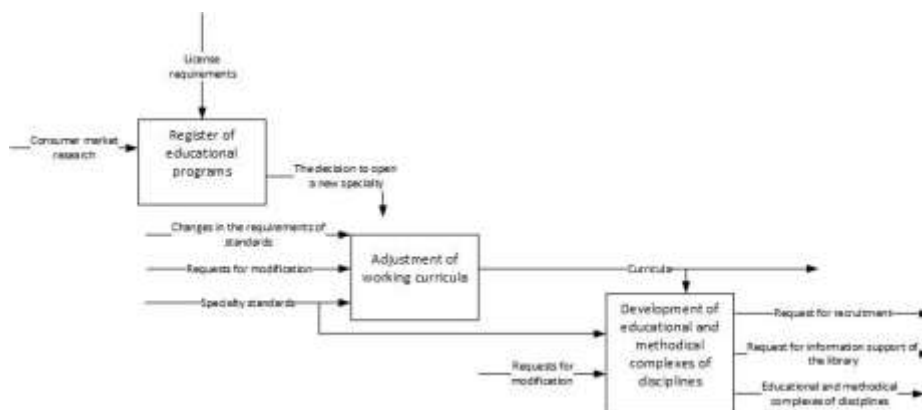 License
requirements
Consumer market
research
Register of
educational
programs
The decision to open
a new specialty
Changes in the requirements of
standards
Requests for modification
Specialty standards
Adjustment of
working curricula
Curricula
Development of
educational and
methodical
complexes of
disciplines
Requests for
modification
Request for recruitment
Request for information support of
the library
Educational and methodical
complexes of disciplines